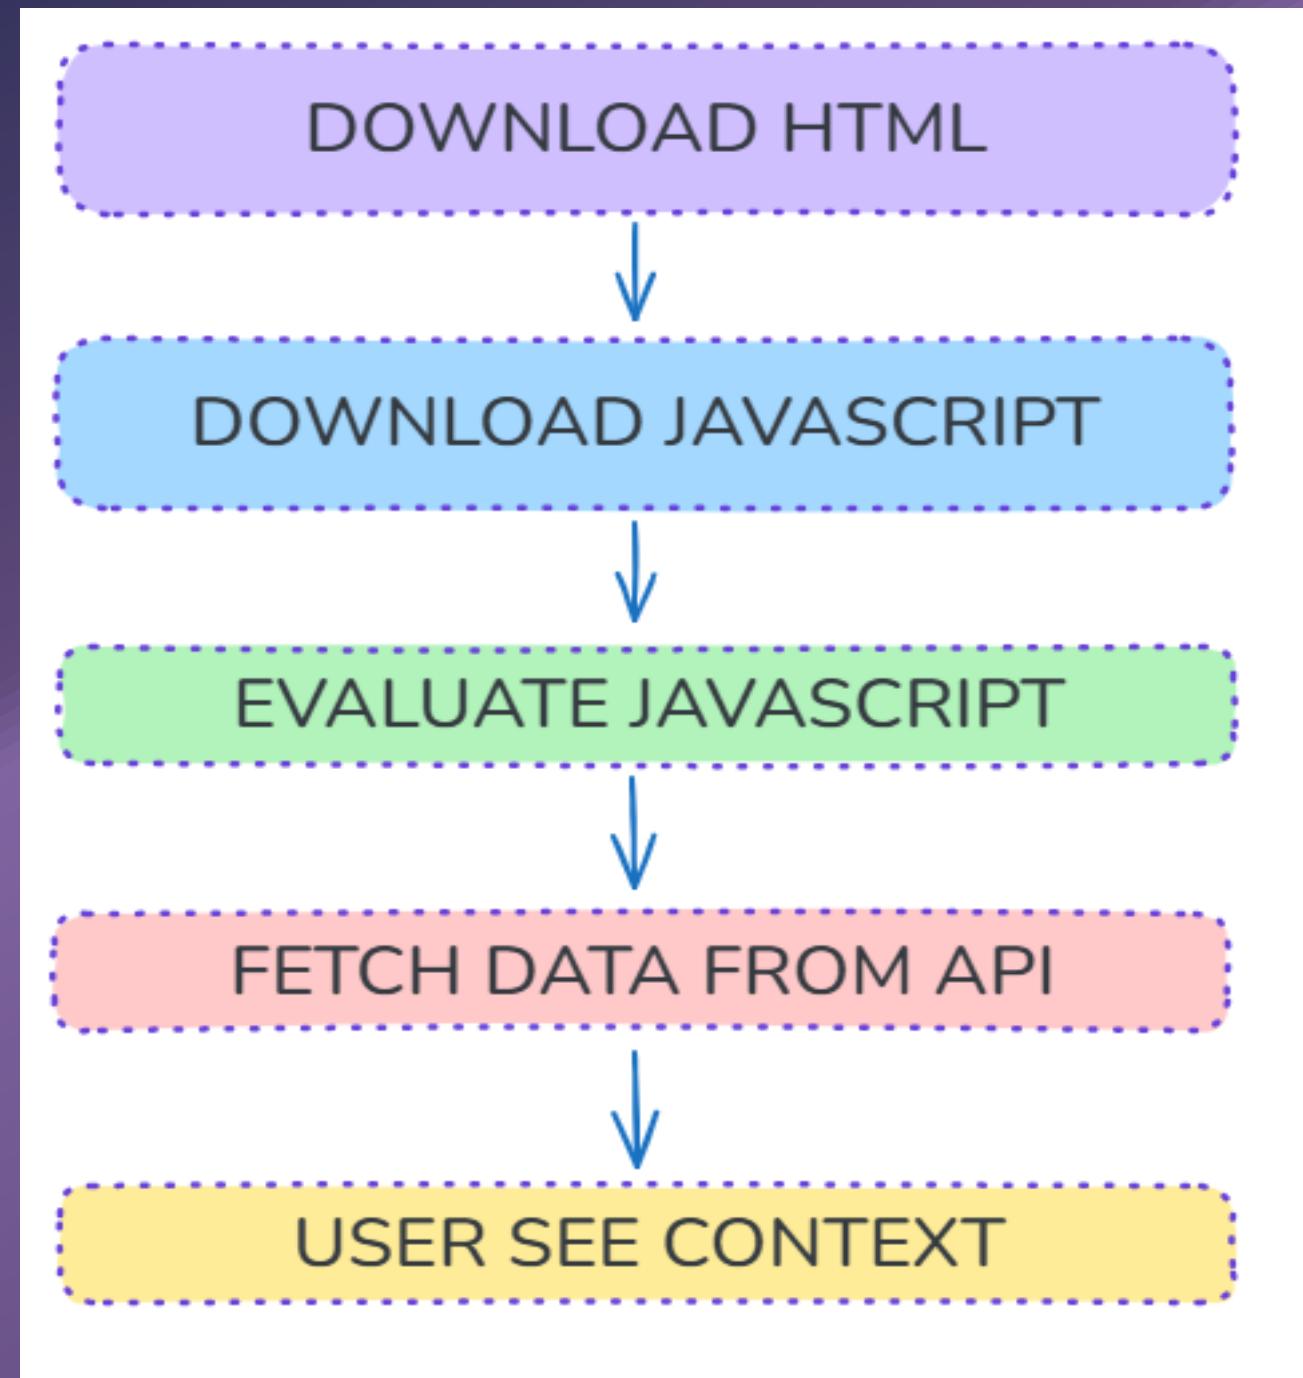 DOWNLOAD HTML
DOWNLOAD JAVASCRIPT
EVALUATE JAVASCRIPT
FETCH DATA FROM API
USER SEE CONTEXT